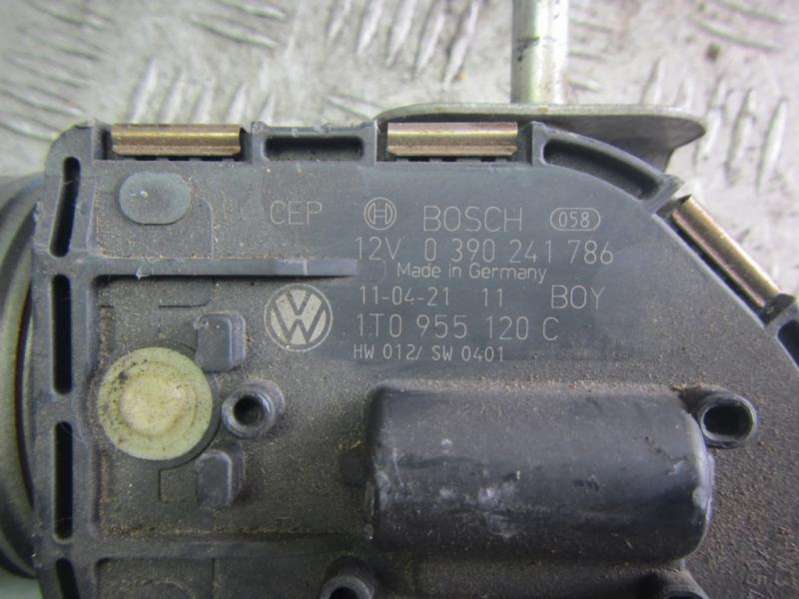 CEP BOSCH 058
12V 0 390 241 786
Made in Germany
11-04-21 11 BOY
1T0 955 120 C
HW 012/ SW 0401